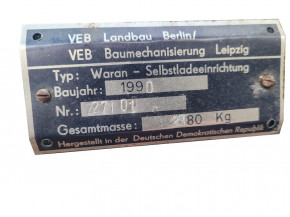 VEB Landbau Berlin/
VEB Baumechanisierung Leipzig
Typ: Waran - Selbstladeeinrichtung
Baujahr: 1990
Nr.:
Gesamtmasse: 80 Kg
Hergestellt in der Deutschen Demokratischen Republik